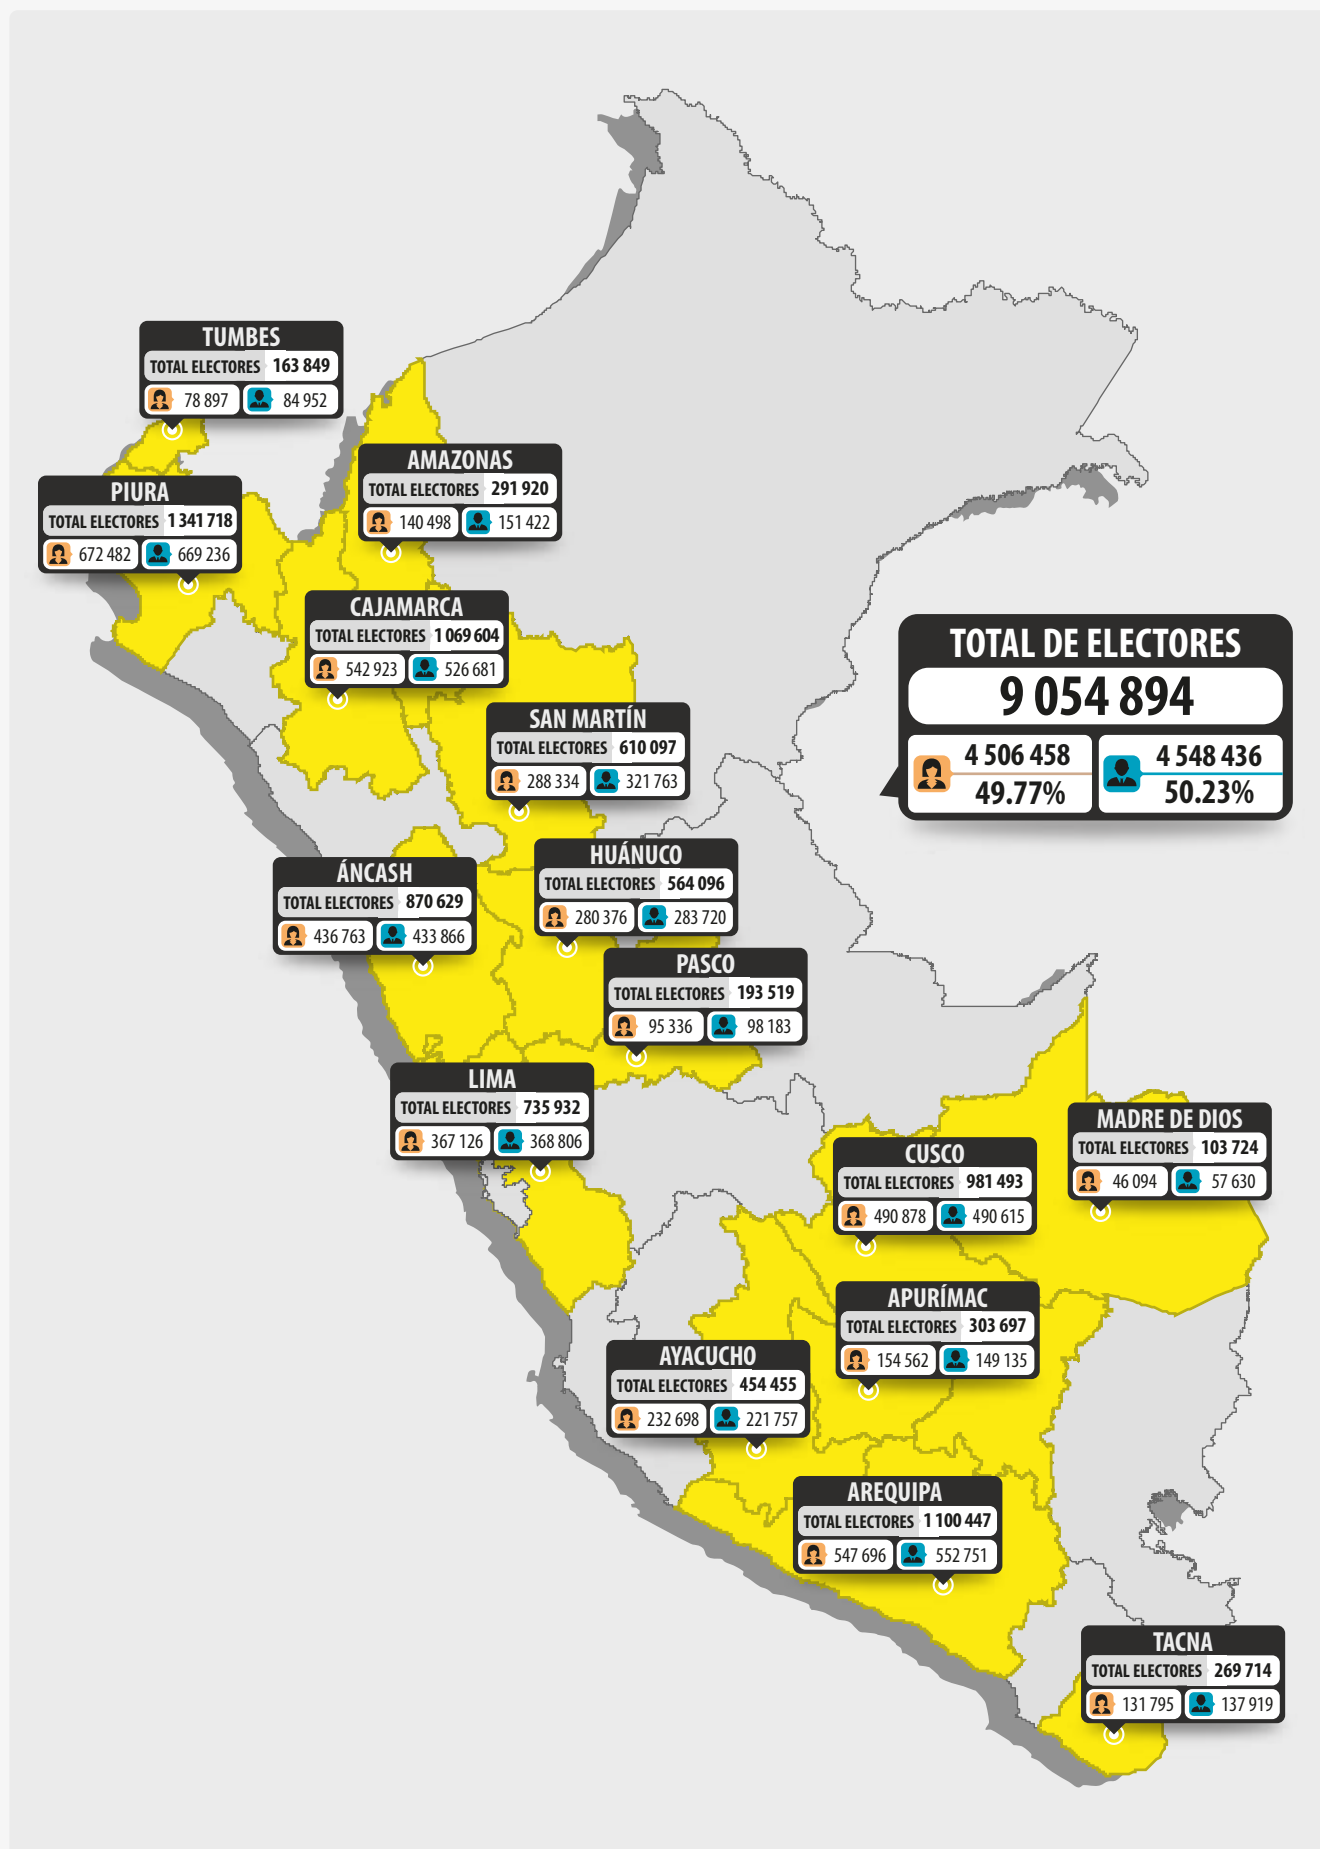 TUMBES
TOTAL ELECTORES 163 849
78 897 84 952
AMAZONAS
TOTAL ELECTORES 291 920
140 498 151 422
PIURA
TOTAL ELECTORES 1 341 718
672 482 669 236
CAJAMARCA
TOTAL ELECTORES 1 069 604
542 923 526 681
TOTAL DE ELECTORES
9 054 894
4 506 458 4 548 436
49.77% 50.23%
SAN MARTÍN
TOTAL ELECTORES 610 097
288 334 321 763
HUÁNUCO
TOTAL ELECTORES 564 096
280 376 283 720
ÁNCASH
TOTAL ELECTORES 870 629
436 763 433 866
PASCO
TOTAL ELECTORES 193 519
95 336 98 183
LIMA
TOTAL ELECTORES 735 932
367 126 368 806
MADRE DE DIOS
TOTAL ELECTORES 103 724
46 094 57 630
CUSCO
TOTAL ELECTORES 981 493
490 878 490 615
APURÍMAC
TOTAL ELECTORES 303 697
154 562 149 135
AYACUCHO
TOTAL ELECTORES 454 455
232 698 221 757
AREQUIPA
TOTAL ELECTORES 1 100 447
547 696 552 751
TACNA
TOTAL ELECTORES 269 714
131 795 137 919